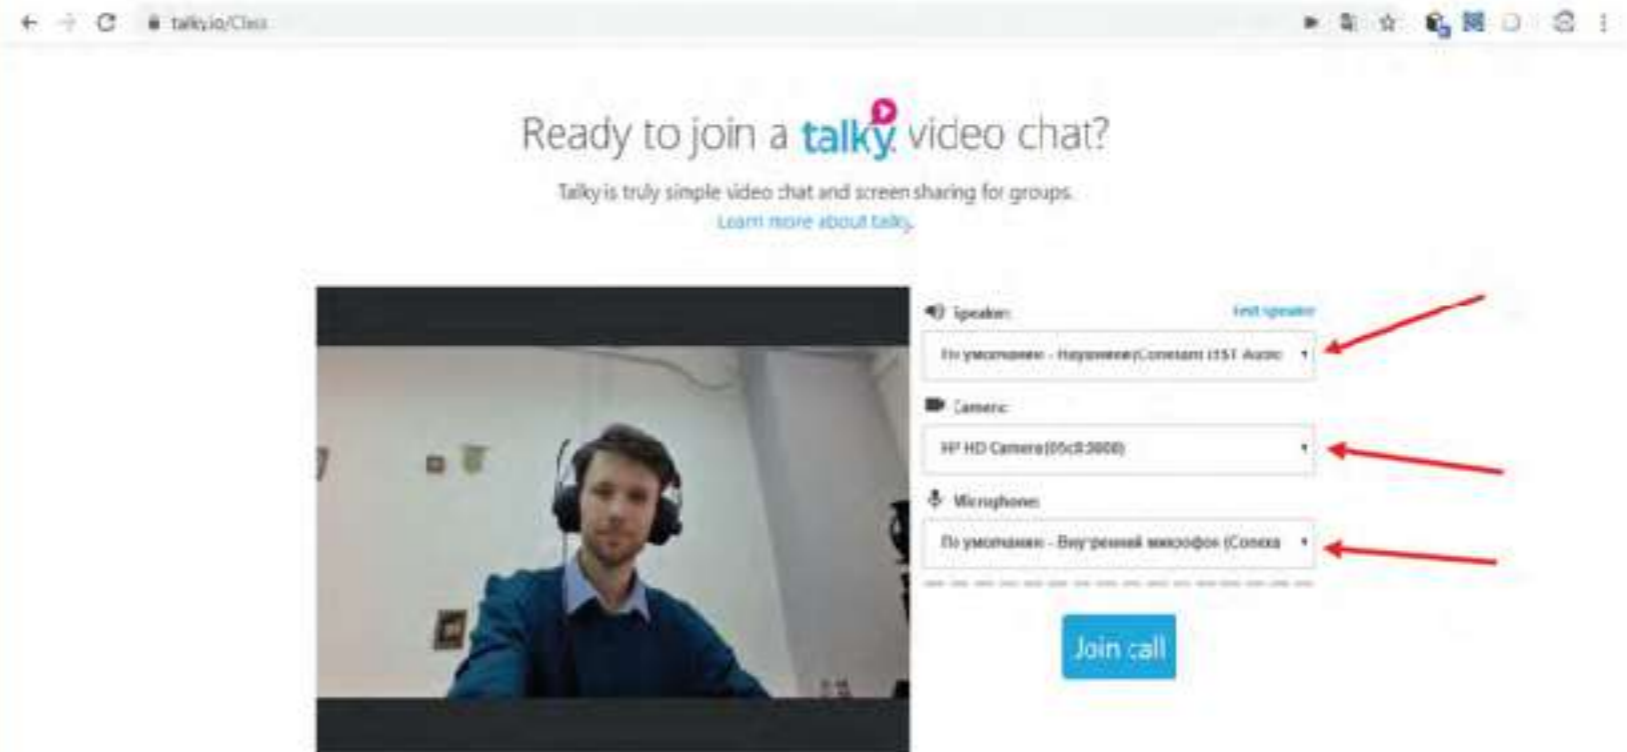 talky.io/Class
Ready to join a talky video chat?
Talky is truly simple video chat and screen sharing for groups.
Learn more about talky.
Speaker:
Test speaker
По умолчанию - Наушники (Conexant ISST Audio
Camera:
HP HD Camera (05c8:
Microphone:
По умолчанию - Внутренний микрофон (Conexa
Join call